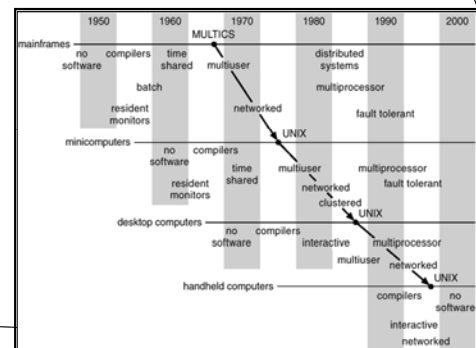 1950 1960 1970 1980 1990 2000
MULTICS
mainframes
no software compilers time shared multiuser distributed systems
batch multiprocessor
resident monitors networked fault tolerant
UNIX
minicomputers
no software compilers
resident monitors time shared multiuser multiprocessor
networked fault tolerant
clustered
UNIX
desktop computers
no software compilers interactive multiprocessor
multiuser networked
UNIX
handheld computers
compilers no software
interactive
networked